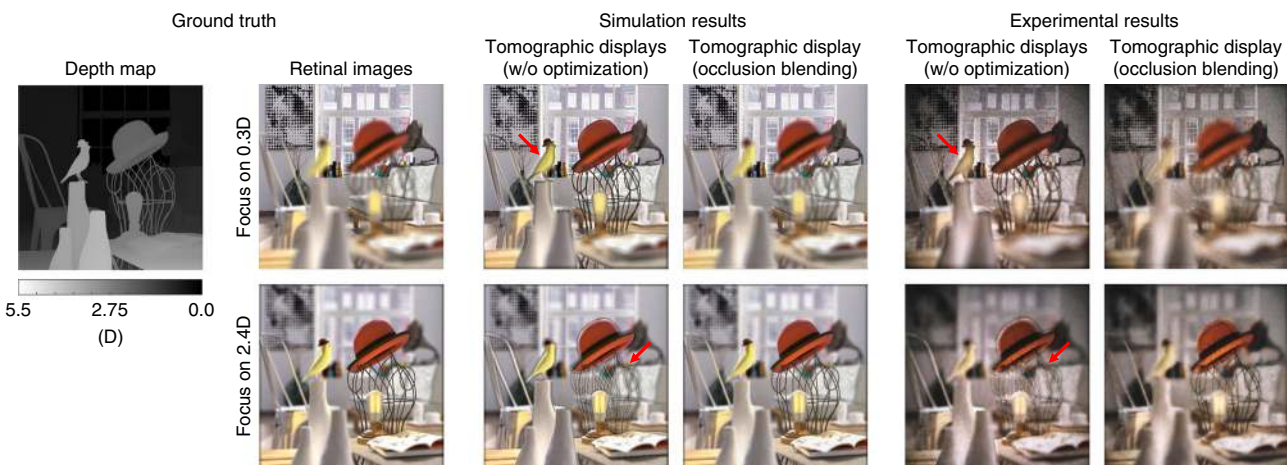 Ground truth
Simulation results
Experimental results
Depth map
Retinal images
Tomographic displays
(w/o optimization)
Tomographic display
(occlusion blending)
Tomographic displays
(w/o optimization)
Tomographic display
(occlusion blending)
Focus on 0.3D
5.5 2.75 0.0
(D)
Focus on 2.4D